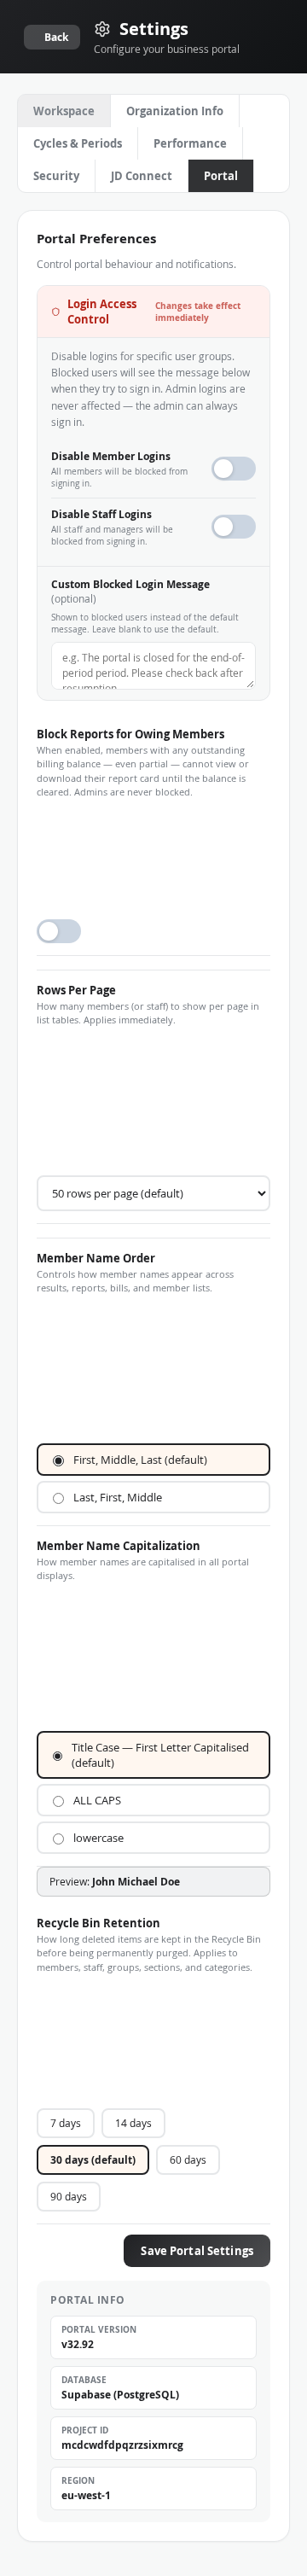 Back
Settings
Configure your business portal
Workspace
Organization Info
Cycles & Periods
Performance
Security
JD Connect
Portal
Portal Preferences
Control portal behaviour and notifications.
Login Access
Control
Changes take effect
immediately
Disable logins for specific user groups.
Blocked users will see the message below
when they try to sign in. Admin logins are
never affected — the admin can always
sign in.
Disable Member Logins
All members will be blocked from
signing in.
Disable Staff Logins
All staff and managers will be
blocked from signing in.
Custom Blocked Login Message
(optional)
Shown to blocked users instead of the default
message. Leave blank to use the default.
e.g. The portal is closed for the end-of-
period period. Please check back after
resumption
Block Reports for Owing Members
When enabled, members with any outstanding
billing balance — even partial — cannot view or
download their report card until the balance is
cleared. Admins are never blocked.
Rows Per Page
How many members (or staff) to show per page in
list tables. Applies immediately.
50 rows per page (default)
Member Name Order
Controls how member names appear across
results, reports, bills, and member lists.
First, Middle, Last (default)
Last, First, Middle
Member Name Capitalization
How member names are capitalised in all portal
displays.
Title Case — First Letter Capitalised
(default)
ALL CAPS
lowercase
Preview: John Michael Doe
Recycle Bin Retention
How long deleted items are kept in the Recycle Bin
before being permanently purged. Applies to
members, staff, groups, sections, and categories.
7 days
14 days
30 days (default)
60 days
90 days
Save Portal Settings
PORTAL INFO
PORTAL VERSION
v32.92
DATABASE
Supabase (PostgreSQL)
PROJECT ID
mcdcwdfdpqzrzsixmrcg
REGION
eu-west-1